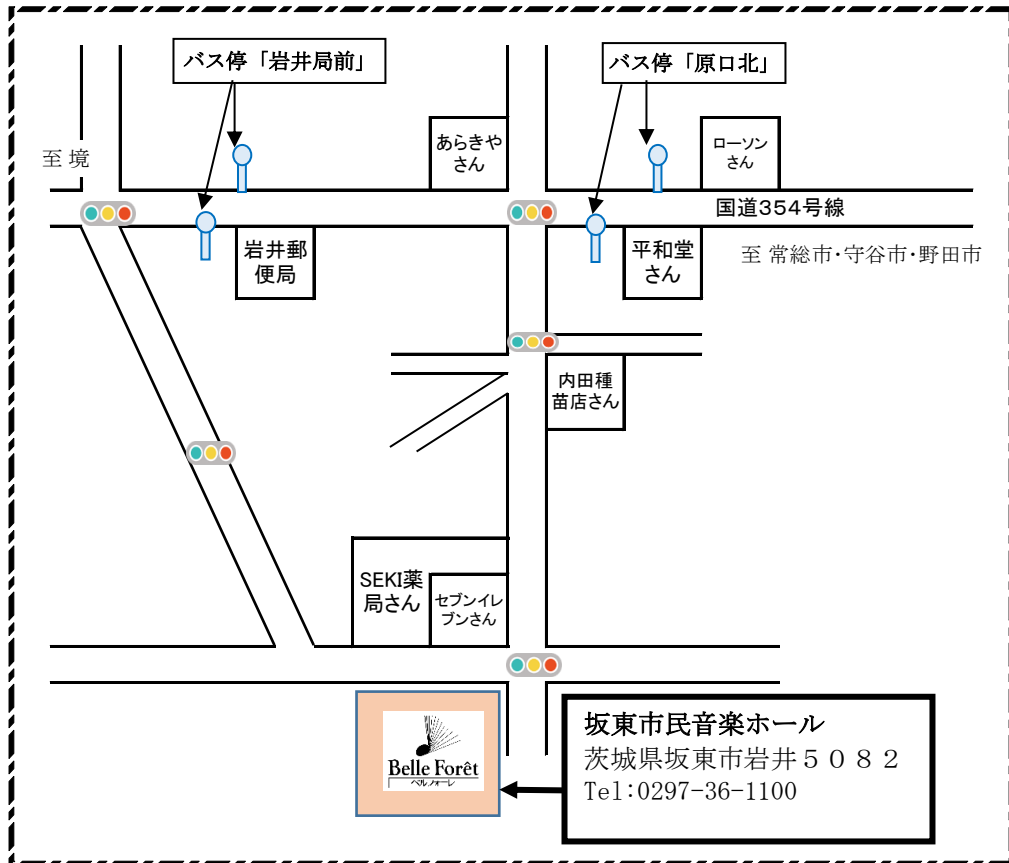 バス停「岩井局前」
バス停「原口北」
あらきや
さん
ローソン
さん
至 境
国道354号線
岩井郵
便局
平和堂
さん
至 常総市・守谷市・野田市
内田種
苗店さん
SEKI薬
局さん
セブンイレ
ブンさん
Belle Forêt
ベルフォーレ
坂東市民音楽ホール
茨城県坂東市岩井５０８２
Tel:0297-36-1100